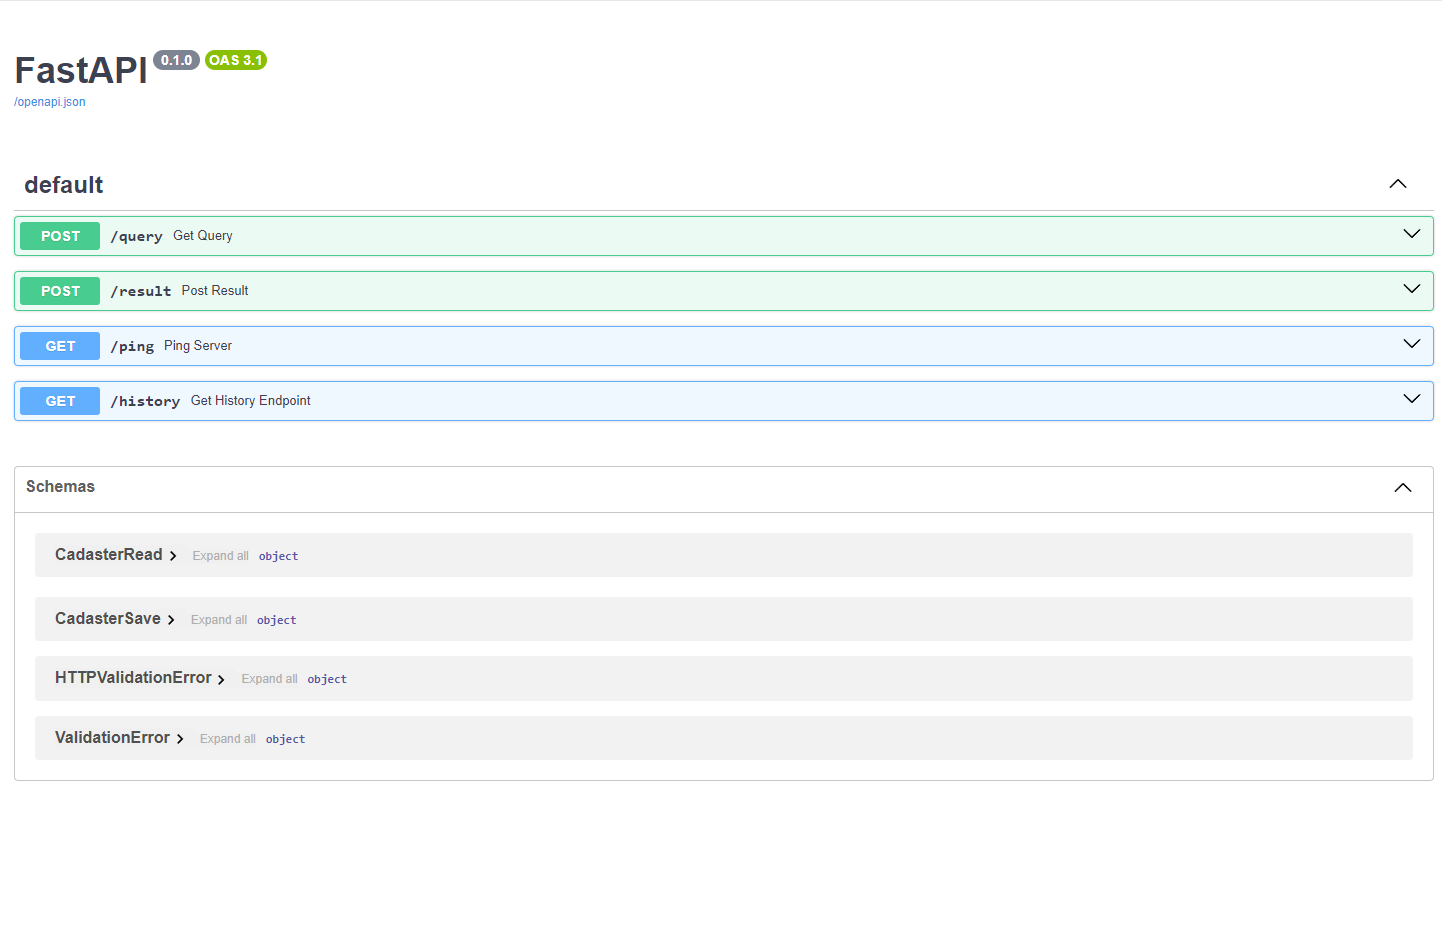 FastAPI 0.1.0 OAS 3.1
/openapi.json
default
POST /query Get Query
POST /result Post Result
GET /ping Ping Server
GET /history Get History Endpoint
Schemas
CadasterRead Expand all object
CadasterSave Expand all object
HTTPValidationError Expand all object
ValidationError Expand all object